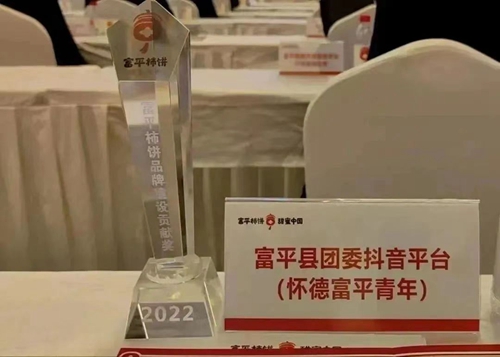 富平柿饼
富平柿饼品牌建设贡献奖
2022
富平柿饼 甜蜜中国
富平县团委抖音平台
（怀德富平青年）